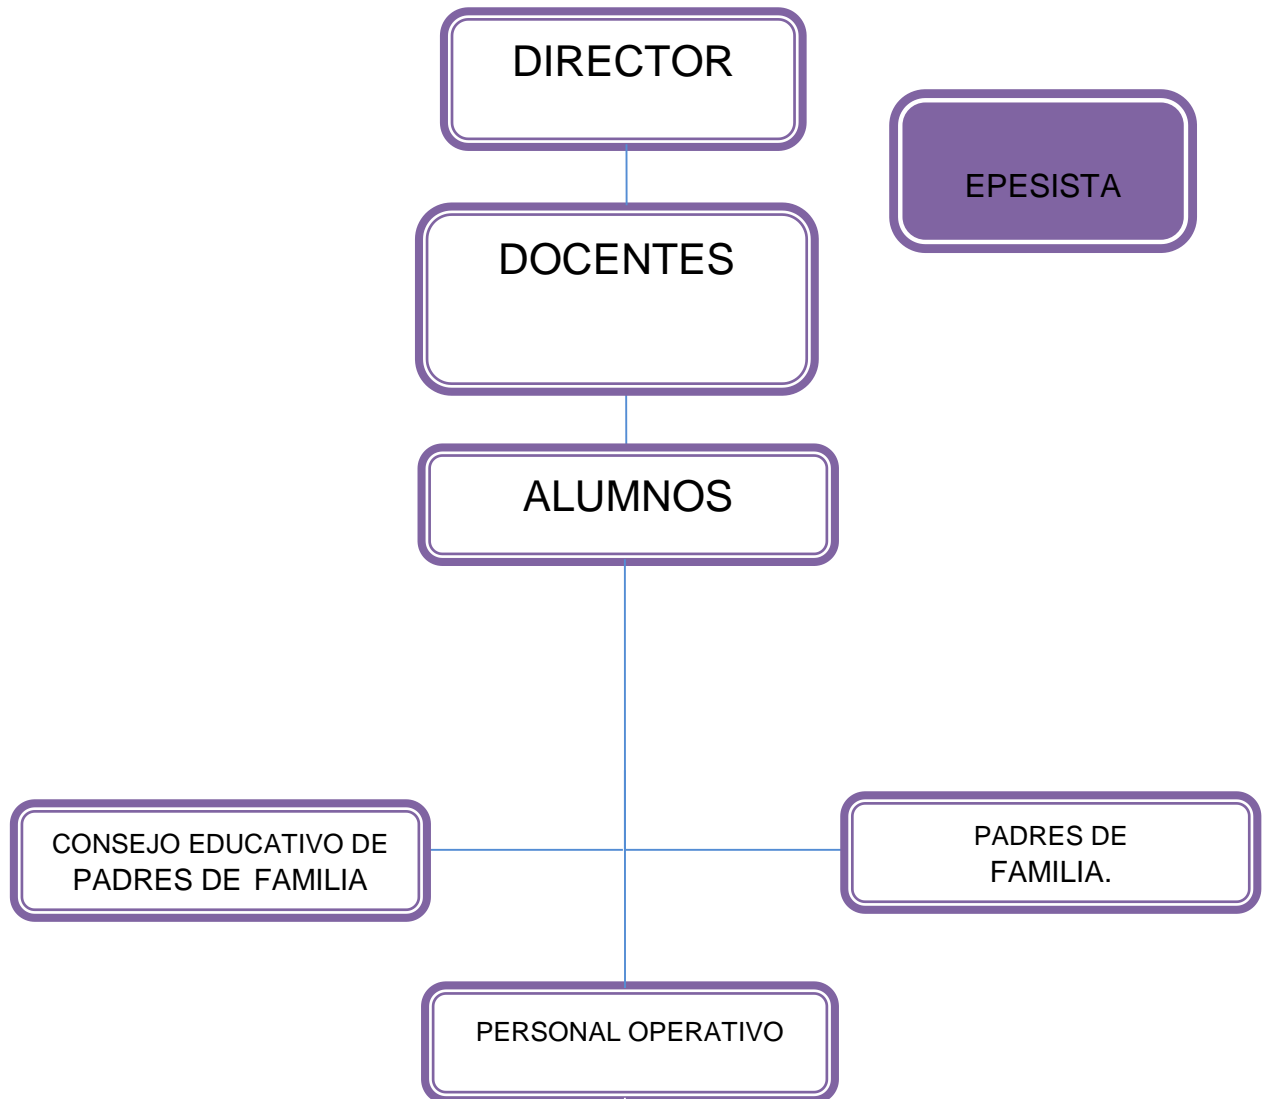 DIRECTOR
EPESISTA
DOCENTES
ALUMNOS
CONSEJO EDUCATIVO DE
PADRES DE FAMILIA
PADRES DE
FAMILIA.
PERSONAL OPERATIVO